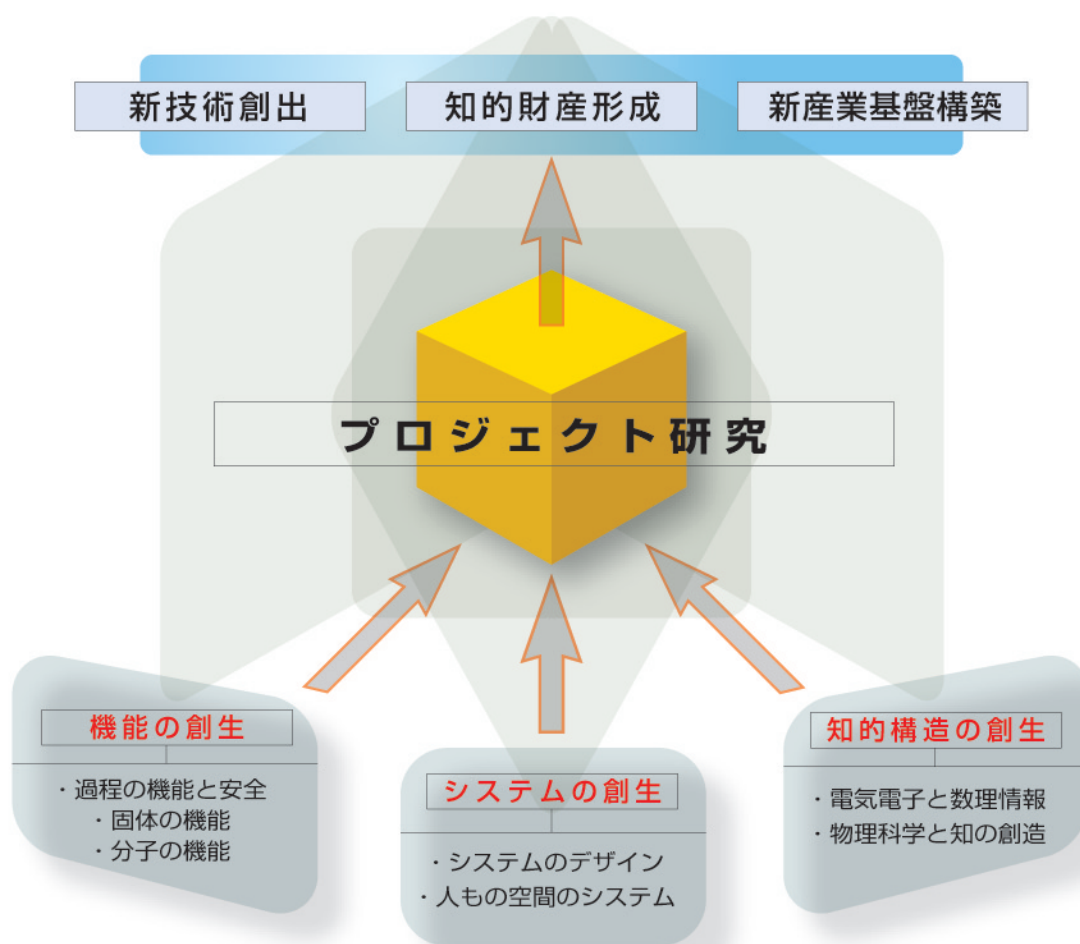 新技術創出
知的財産形成
新産業基盤構築
プロジェクト研究
機能の創生
・過程の機能と安全
・固体の機能
・分子の機能
システムの創生
・システムのデザイン
・人もの空間のシステム
知的構造の創生
・電気電子と数理情報
・物理科学と知の創造